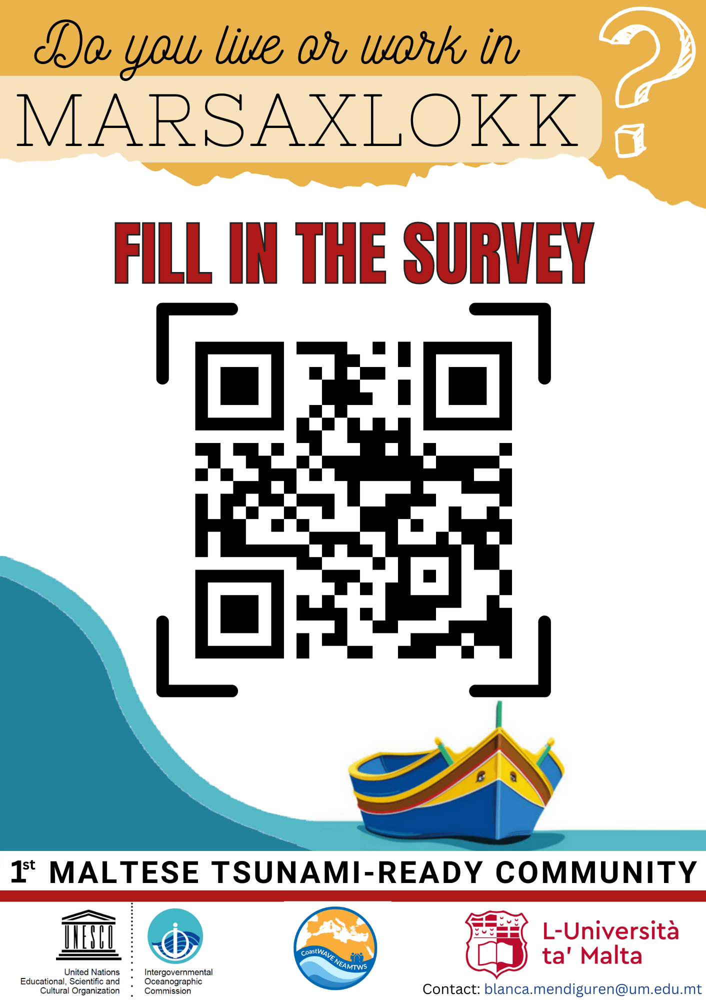 Do you live or work in
MARSAXLOKK
?
FILL IN THE SURVEY
1st MALTESE TSUNAMI-READY COMMUNITY
UNESCO
United Nations
Educational, Scientific and
Cultural Organization
Intergovernmental
Oceanographic
Commission
CoastWAVE NEAMTWS
L-Università
ta' Malta
Contact: blanca.mendiguren@um.edu.mt